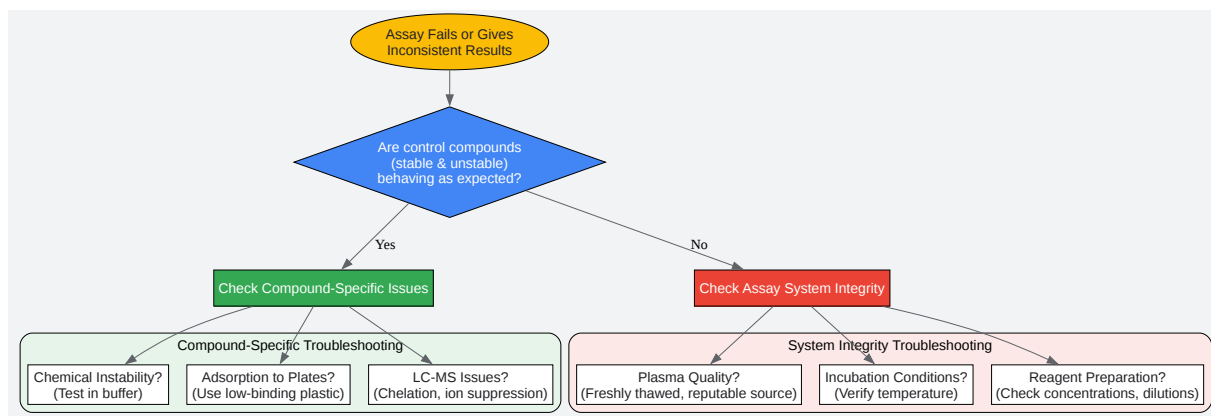 Assay Fails or Gives
Inconsistent Results
Are control compounds
(stable & unstable)
behaving as expected?
Yes
No
Check Compound-Specific Issues
Check Assay System Integrity
Compound-Specific Troubleshooting
System Integrity Troubleshooting
Chemical Instability?
(Test in buffer)
Adsorption to Plates?
(Use low-binding plastic)
LC-MS Issues?
(Chelation, ion suppression)
Plasma Quality?
(Freshly thawed, reputable source)
Incubation Conditions?
(Verify temperature)
Reagent Preparation?
(Check concentrations, dilutions)